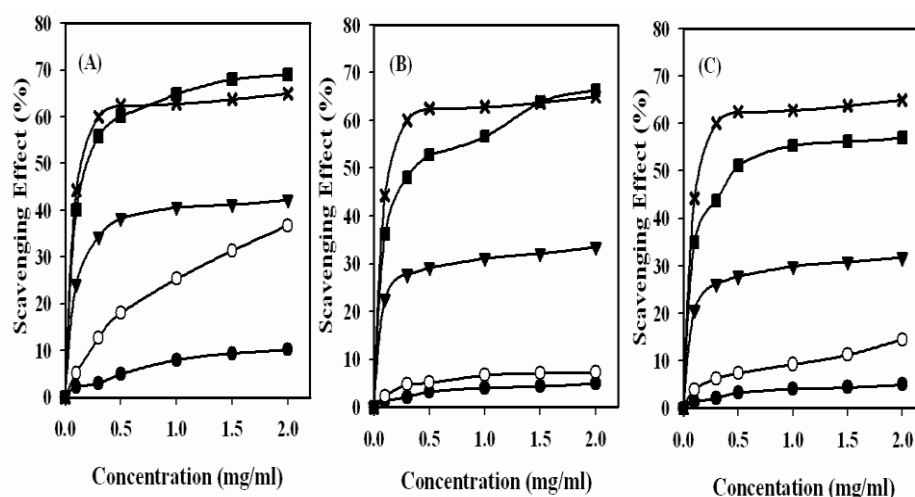 (A)
Scavenging Effect (%)
80
70
60
50
40
30
20
10
0
0.0 0.5 1.0 1.5 2.0
Concentration (mg/ml)
(B)
Scavenging Effect (%)
80
70
60
50
40
30
20
10
0
0.0 0.5 1.0 1.5 2.0
Concentration (mg/ml)
(C)
Scavenging Effect (%)
80
70
60
50
40
30
20
10
0
0.0 0.5 1.0 1.5 2.0
Concentation (mg/ml)